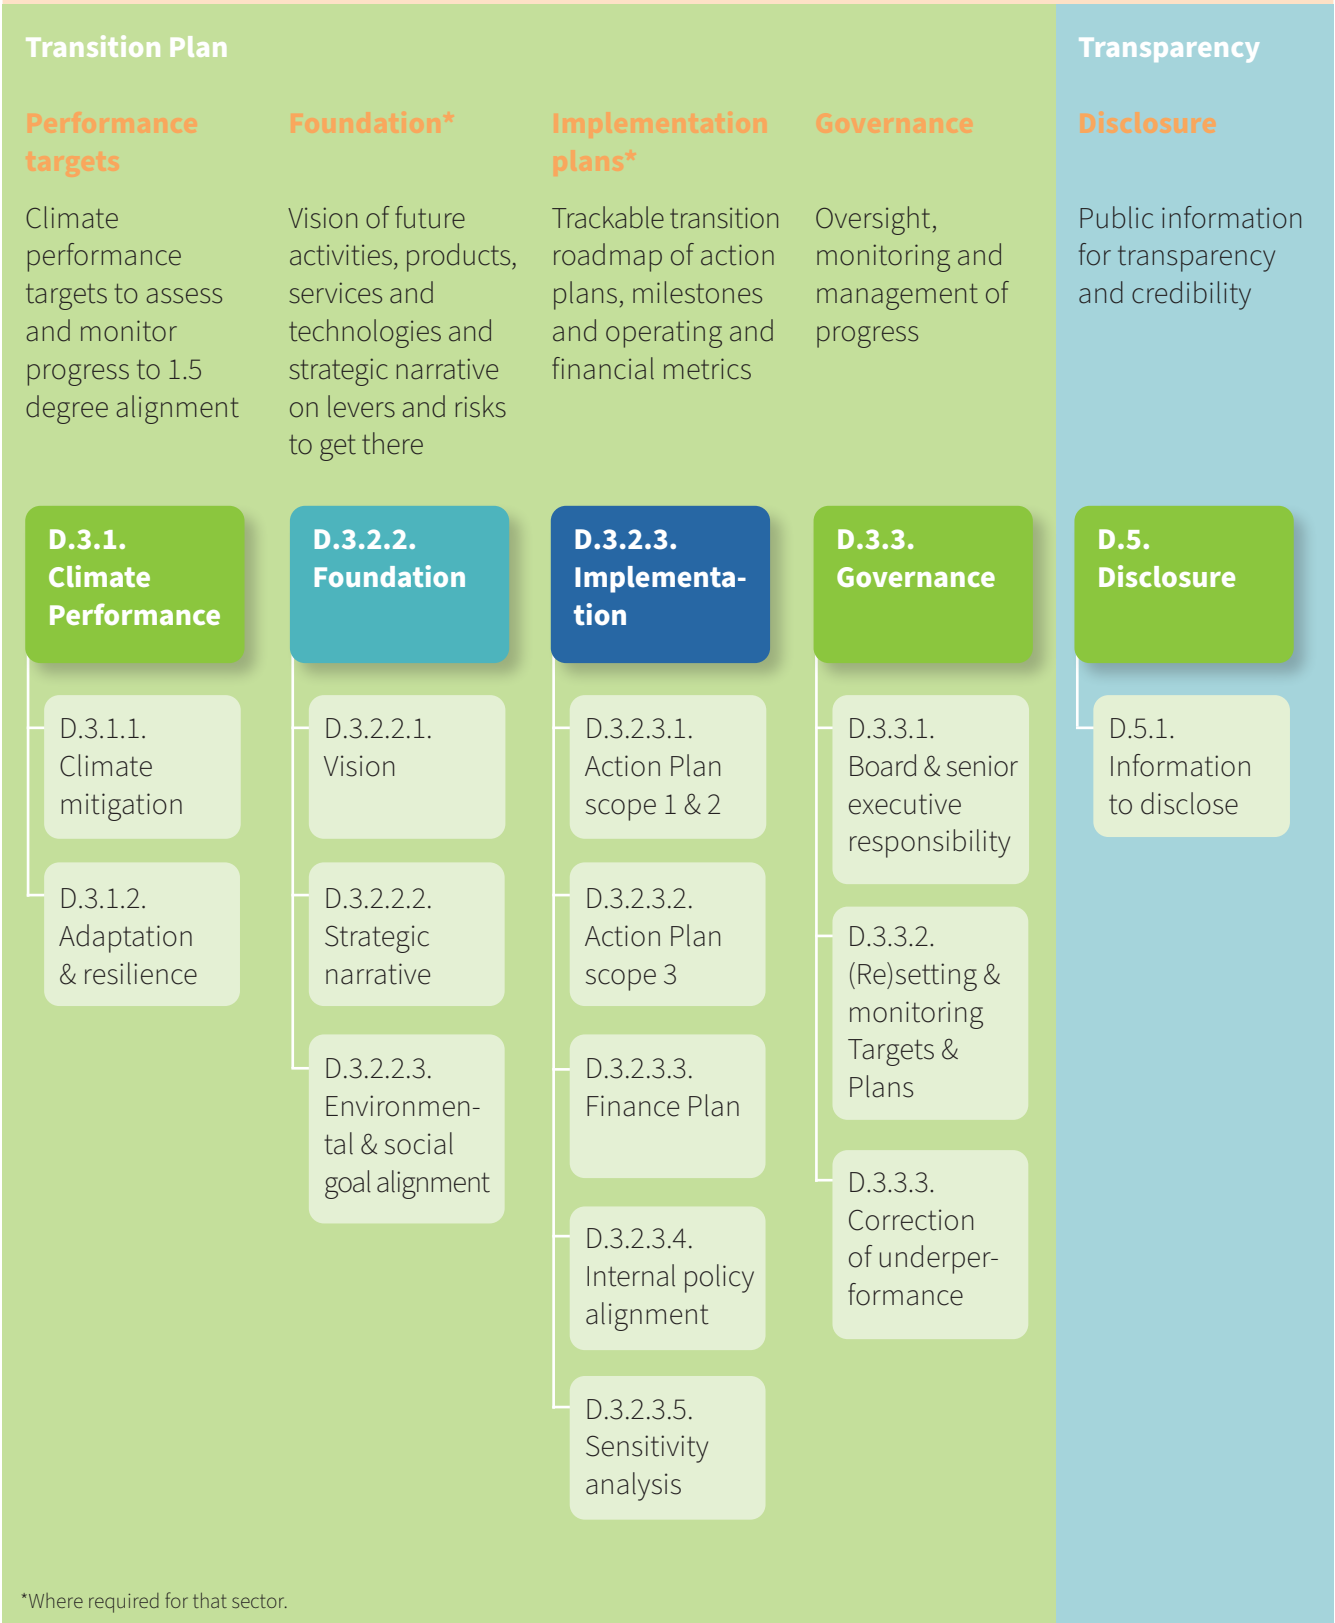 Transition Plan
Transparency
Performance
targets
Climate
performance
targets to assess
and monitor
progress to 1.5
degree alignment
Foundation*
Vision of future
activities, products,
services and
technologies and
strategic narrative
on levers and risks
to get there
Implementation
plans*
Trackable transition
roadmap of action
plans, milestones
and operating and
financial metrics
Governance
Oversight,
monitoring and
management of
progress
Disclosure
Public information
for transparency
and credibility
D.3.1.
Climate
Performance
D.3.1.1.
Climate
mitigation
D.3.1.2.
Adaptation
& resilience
D.3.2.2.
Foundation
D.3.2.2.1.
Vision
D.3.2.2.2.
Strategic
narrative
D.3.2.2.3.
Environmen-
tal & social
goal alignment
D.3.2.3.
Implementa-
tion
D.3.2.3.1.
Action Plan
scope 1 & 2
D.3.2.3.2.
Action Plan
scope 3
D.3.2.3.3.
Finance Plan
D.3.2.3.4.
Internal policy
alignment
D.3.2.3.5.
Sensitivity
analysis
D.3.3.
Governance
D.3.3.1.
Board & senior
executive
responsibility
D.3.3.2.
(Re)setting &
monitoring
Targets &
Plans
D.3.3.3.
Correction
of underper-
formance
D.5.
Disclosure
D.5.1.
Information
to disclose
*Where required for that sector.